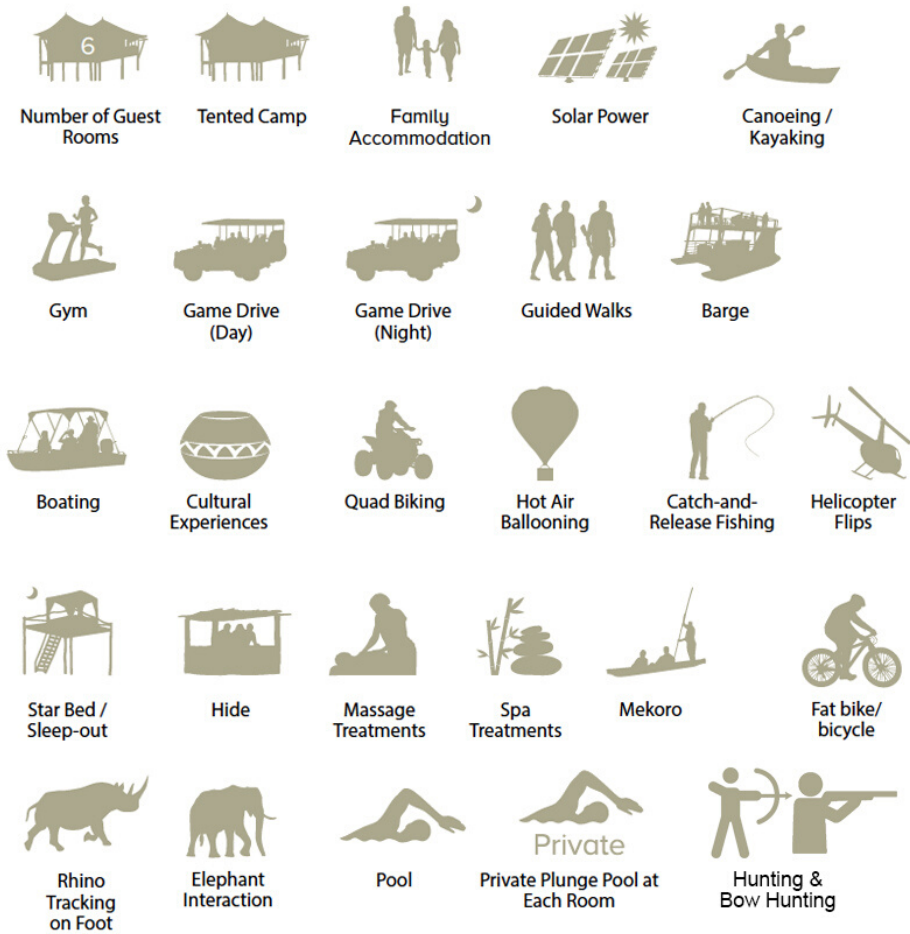 6
Number of Guest
Rooms
Tented Camp
Family
Accommodation
Solar Power
Canoeing /
Kayaking
Gym
Game Drive
(Day)
Game Drive
(Night)
Guided Walks
Barge
Boating
Cultural
Experiences
Quad Biking
Hot Air
Ballooning
Catch-and-
Release Fishing
Helicopter
Flips
Star Bed /
Sleep-out
Hide
Massage
Treatments
Spa
Treatments
Mekoro
Fat bike/
bicycle
Rhino
Tracking
on Foot
Elephant
Interaction
Pool
Private
Private Plunge Pool at
Each Room
Hunting &
Bow Hunting